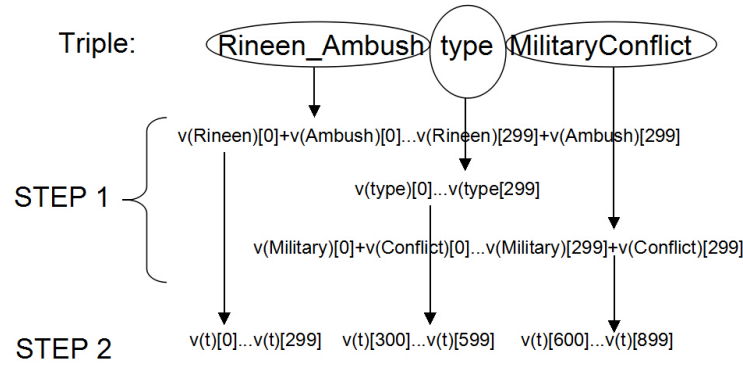 Triple: Rineen_Ambush type MilitaryConflict
v(Rineen)[0]+v(Ambush)[0]...v(Rineen)[299]+v(Ambush)[299]
STEP 1
v(type)[0]...v(type[299]
v(Military)[0]+v(Conflict)[0]...v(Military)[299]+v(Conflict)[299]
STEP 2
v(t)[0]...v(t)[299] v(t)[300]...v(t)[599] v(t)[600]...v(t)[899]